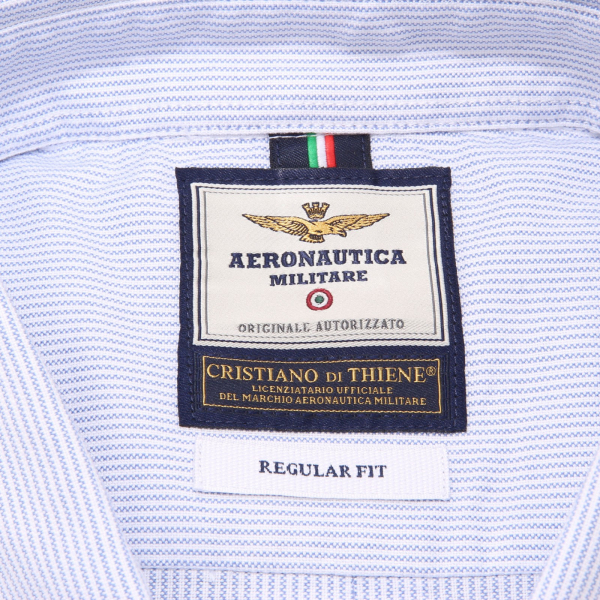 AERONAUTICA
MILITARE
ORIGINALE AUTORIZZATO
CRISTIANO DI THIENE®
LICENZIATARIO UFFICIALE
DEL MARCHIO AERONAUTICA MILITARE
REGULAR FIT